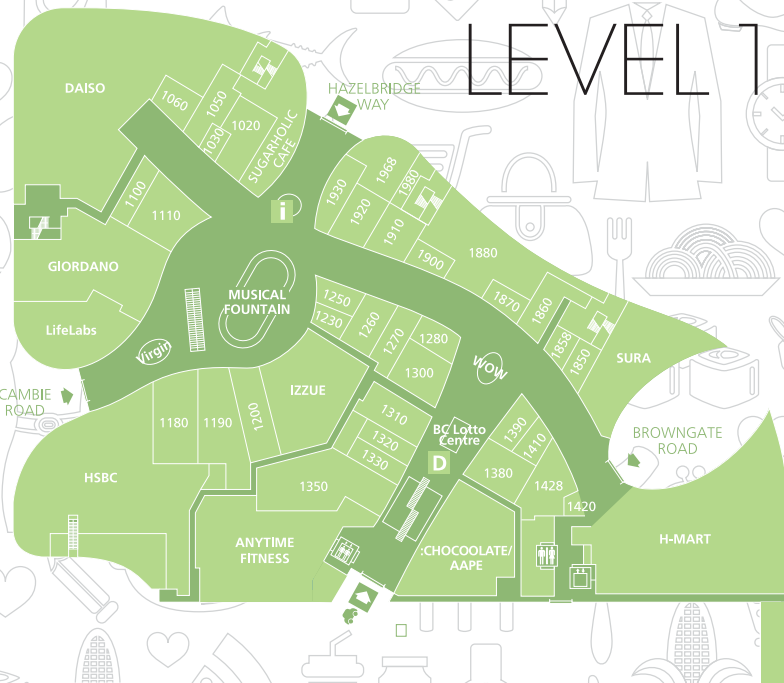 LEVEL 1
DAISO
HAZELBRIDGE
WAY
1060
1050
1030
1020
SUGARHOLIC
CAFE
1100
1110
i
1930
1968
1980
1920
1910
1900
1880
GIORDANO
MUSICAL
FOUNTAIN
1250
1230
1260
1270
1280
1300
1870
1860
1858
1850
SURA
LifeLabs
Virgin
WOW
CAMBIE
ROAD
IZZUE
1180
1190
1200
1310
1320
1330
BC Lotto
Centre
D
1390
1410
1380
1428
1420
BROWNGATE
ROAD
HSBC
1350
ANYTIME
FITNESS
:CHOCOOLATE/
AAPE
H-MART